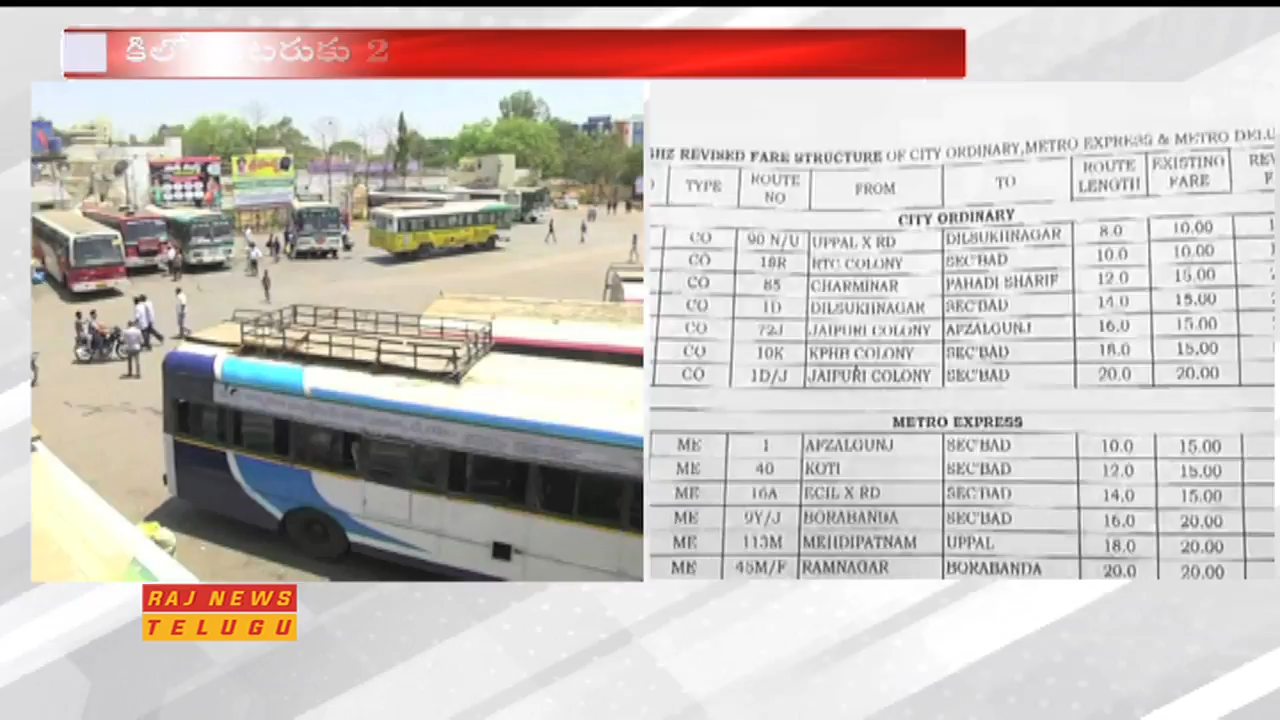 టరుకు 2
REVISED FARE STRUCTURE OF CITY ORDINARY, METRO EXPRESS & METRO
TYPE ROUTE NO FROM TO ROUTE LENGTH EXISTING FARE
CITY ORDINARY
CO 90 N/U UPPAL X RD DILSUKHNAGAR 8.0 10.00
CO 18R RTC COLONY SEC'BAD 10.0 10.00
CO 85 CHARMINAR PAHADI SHARIF 12.0 15.00
CO 1D DILSUKHNAGAR SEC'BAD 14.0 15.00
CO 72J JAIPURI COLONY AFZALGUNJ 16.0 15.00
CO 10K KPHB COLONY SEC'BAD 18.0 15.00
CO 1D/J JAIPURI COLONY SEC'BAD 20.0 20.00
METRO EXPRESS
ME 1 AFZALGUNJ SEC'BAD 10.0 15.00
ME 40 KOTI SEC'BAD 12.0 15.00
ME 16A ECIL X RD SEC'BAD 14.0 15.00
ME 9Y/J BORABANDA SEC'BAD 16.0 20.00
ME 113M MEHDIPATNAM UPPAL 18.0 20.00
ME 45M/F RAMNAGAR BORABANDA 20.0 20.00
RAJ NEWS
TELUGU